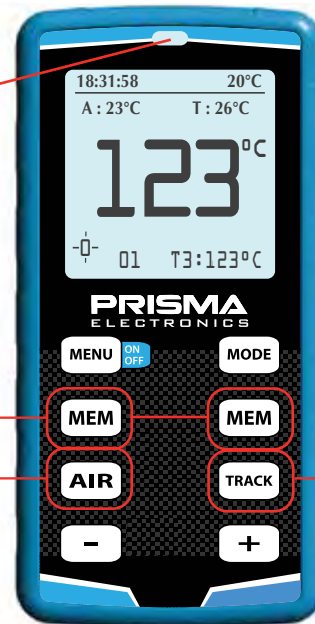 18:31:58 20°C
A : 23°C T : 26°C
123°C
01 T3:123°C
PRISMA
ELECTRONICS
MENU ON OFF MODE
MEM MEM
AIR TRACK
- +